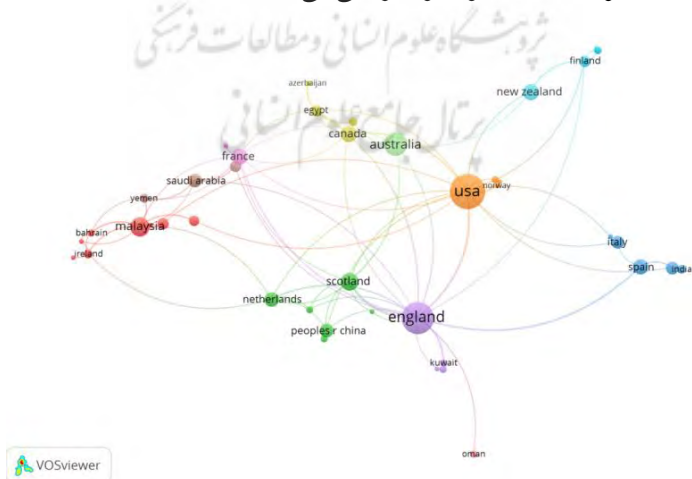 پژوهشگاه علوم انسانی و مطالعات فرهنگی
پرتال جامع علوم انسانی
finland
azerbaijan
new zealand
egypt
canada
australia
france
saudi arabia
usa
norway
yemen
malaysia
bahrain
ireland
italy
spain
india
scotland
netherlands
england
peoples r china
kuwait
oman
VOSviewer